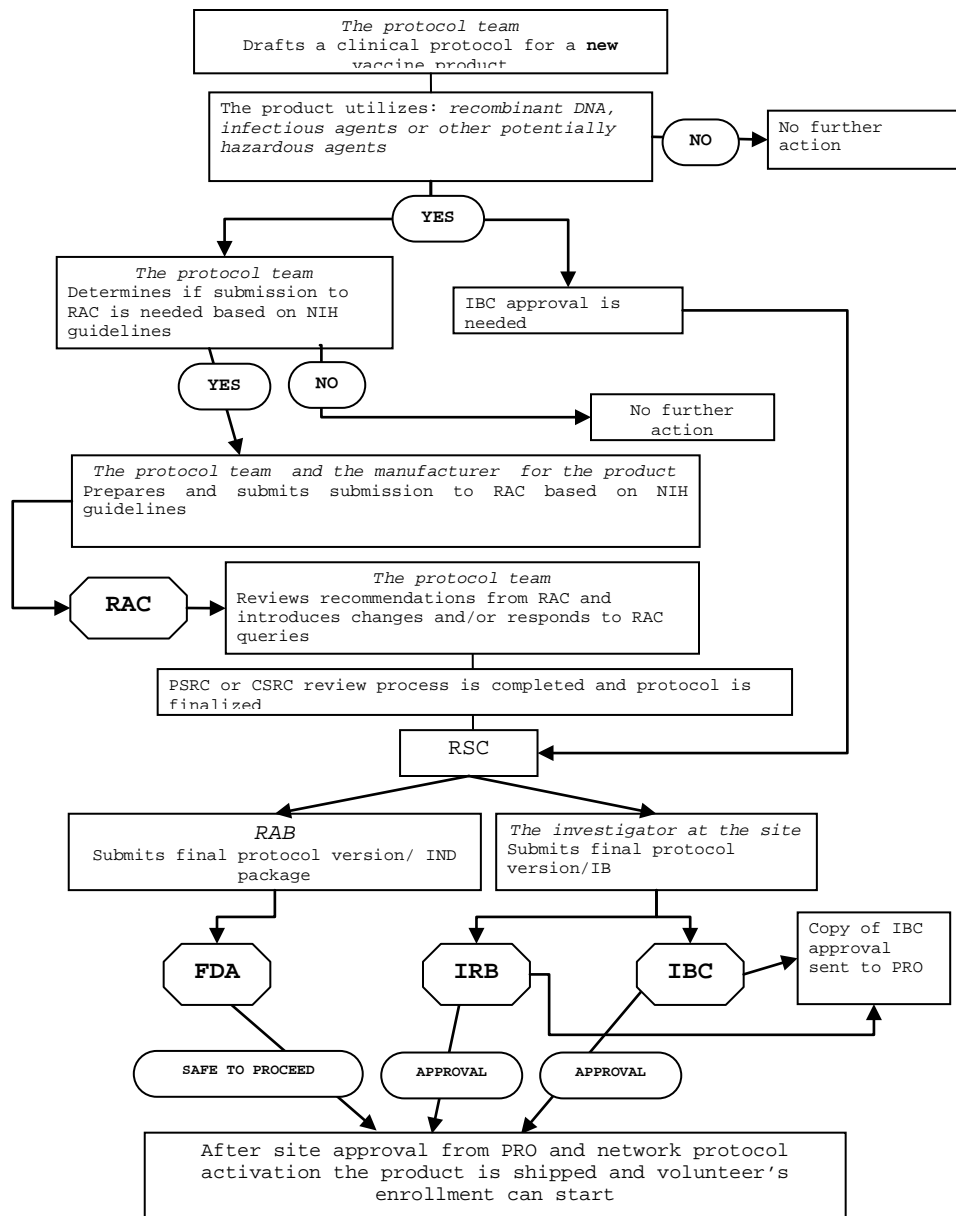 The protocol team
Drafts a clinical protocol for a new
vaccine product
The product utilizes: recombinant DNA,
infectious agents or other potentially
hazardous agents
NO
No further
action
YES
The protocol team
Determines if submission to
RAC is needed based on NIH
guidelines
IBC approval is
needed
YES
NO
No further
action
The protocol team and the manufacturer for the product
Prepares and submits submission to RAC based on NIH
guidelines
RAC
The protocol team
Reviews recommendations from RAC and
introduces changes and/or responds to RAC
queries
PSRC or CSRC review process is completed and protocol is
finalized
RSC
RAB
Submits final protocol version/ IND
package
The investigator at the site
Submits final protocol
version/IB
FDA
IRB
IBC
Copy of IBC
approval
sent to PRO
SAFE TO PROCEED
APPROVAL
APPROVAL
After site approval from PRO and network protocol
activation the product is shipped and volunteer's
enrollment can start